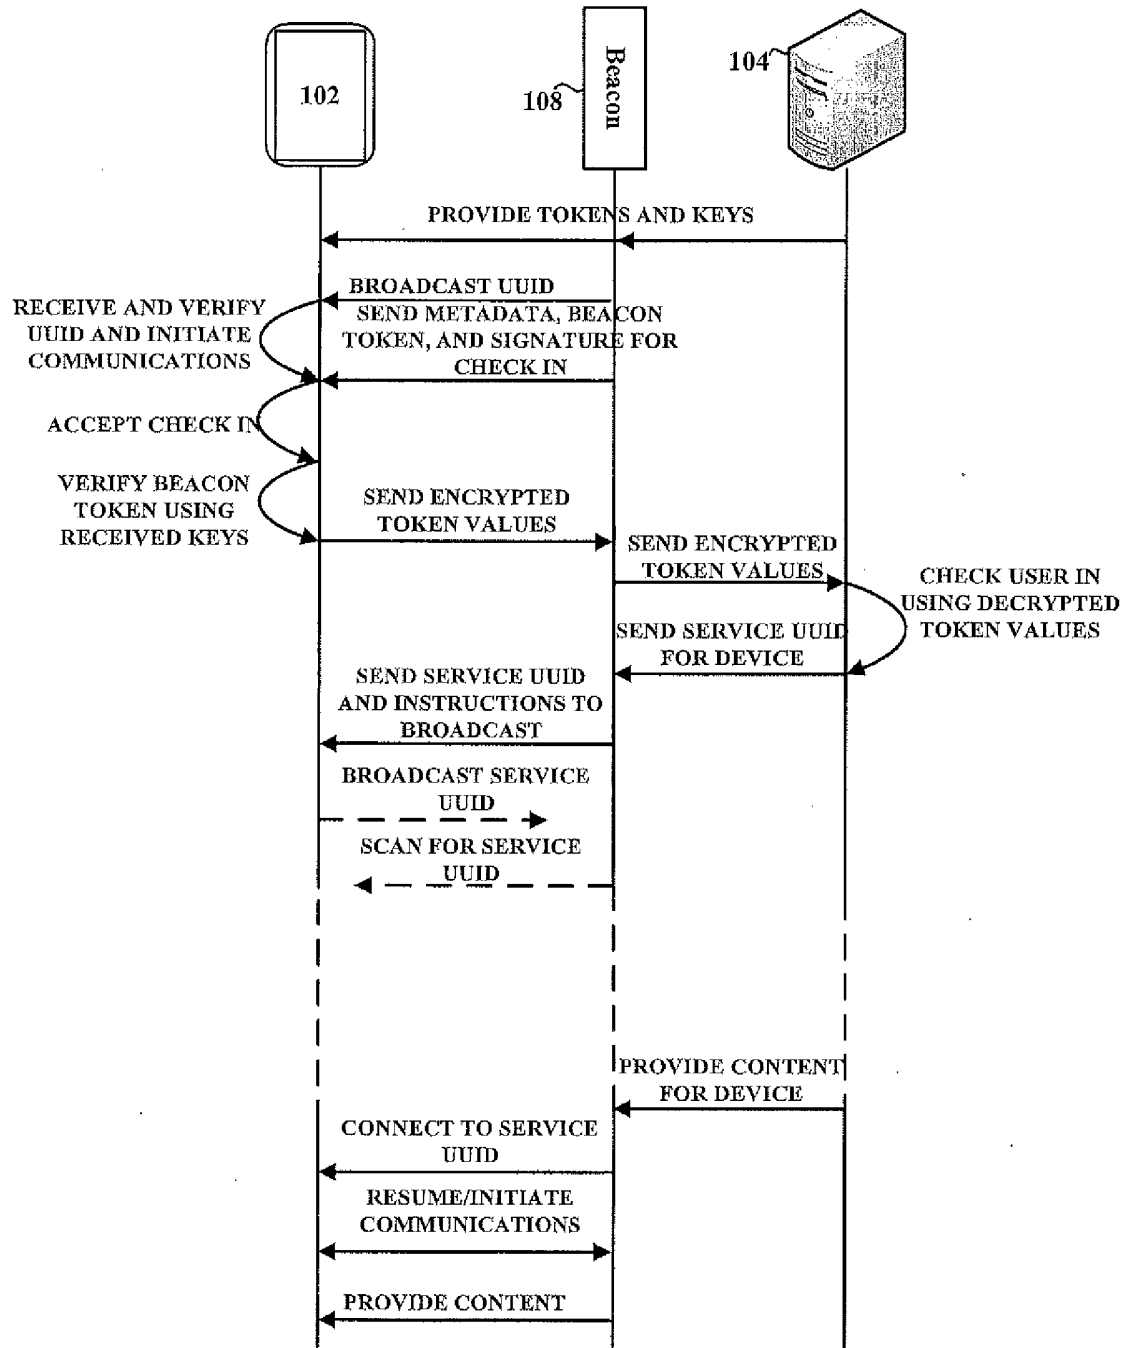 102
Beacon
108
104
PROVIDE TOKENS AND KEYS
BROADCAST UUID
RECEIVE AND VERIFY
UUID AND INITIATE
COMMUNICATIONS
SEND METADATA, BEACON
TOKEN, AND SIGNATURE FOR
CHECK IN
ACCEPT CHECK IN
VERIFY BEACON
TOKEN USING
RECEIVED KEYS
SEND ENCRYPTED
TOKEN VALUES
SEND ENCRYPTED
TOKEN VALUES
CHECK USER IN
USING DECRYPTED
TOKEN VALUES
SEND SERVICE UUID
FOR DEVICE
SEND SERVICE UUID
AND INSTRUCTIONS TO
BROADCAST
BROADCAST SERVICE
UUID
SCAN FOR SERVICE
UUID
PROVIDE CONTENT
FOR DEVICE
CONNECT TO SERVICE
UUID
RESUME/INITIATE
COMMUNICATIONS
PROVIDE CONTENT